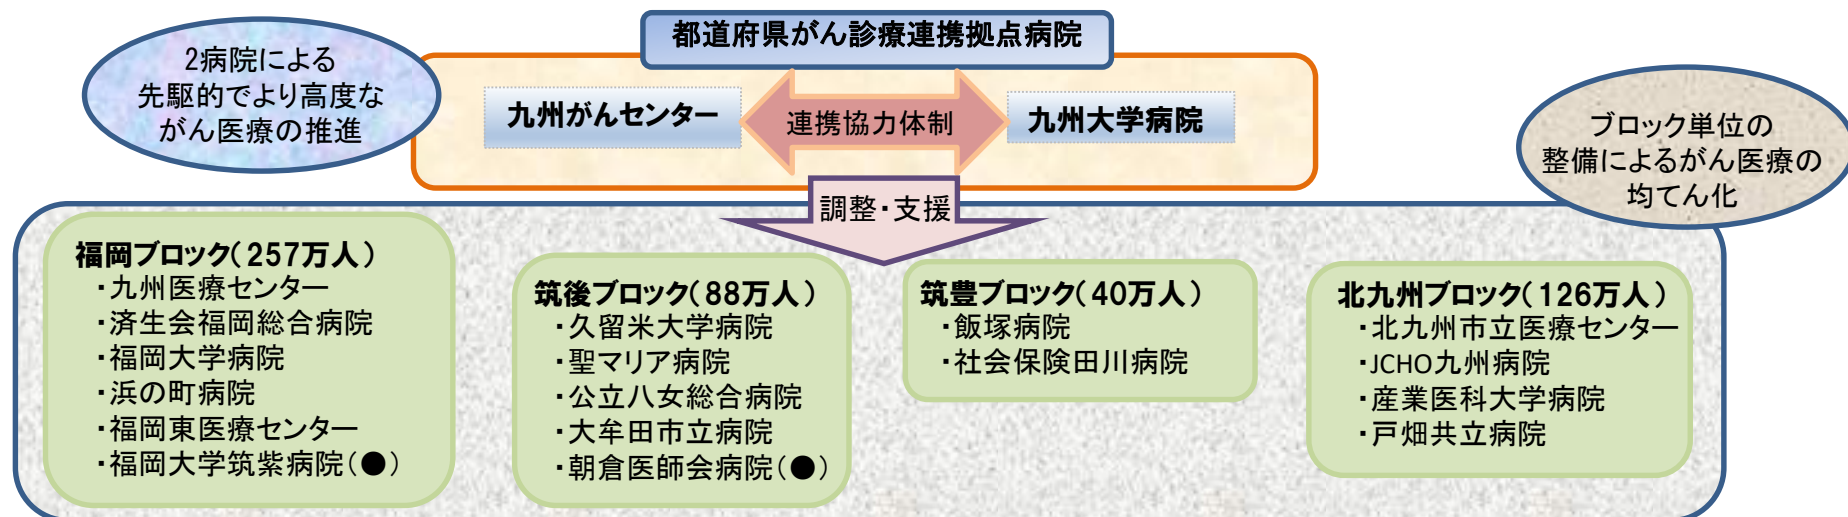 都道府県がん診療連携拠点病院
2病院による
先駆的でより高度な
がん医療の推進
九州がんセンター
連携協力体制
九州大学病院
ブロック単位の
整備によるがん医療の
均てん化
調整・支援
福岡ブロック(257万人)
・九州医療センター
・済生会福岡総合病院
・福岡大学病院
・浜の町病院
・福岡東医療センター
・福岡大学筑紫病院(●)
筑後ブロック(88万人)
・久留米大学病院
・聖マリア病院
・公立八女総合病院
・大牟田市立病院
・朝倉医師会病院(●)
筑豊ブロック(40万人)
・飯塚病院
・社会保険田川病院
北九州ブロック(126万人)
・北九州市立医療センター
・JCHO九州病院
・産業医科大学病院
・戸畑共立病院